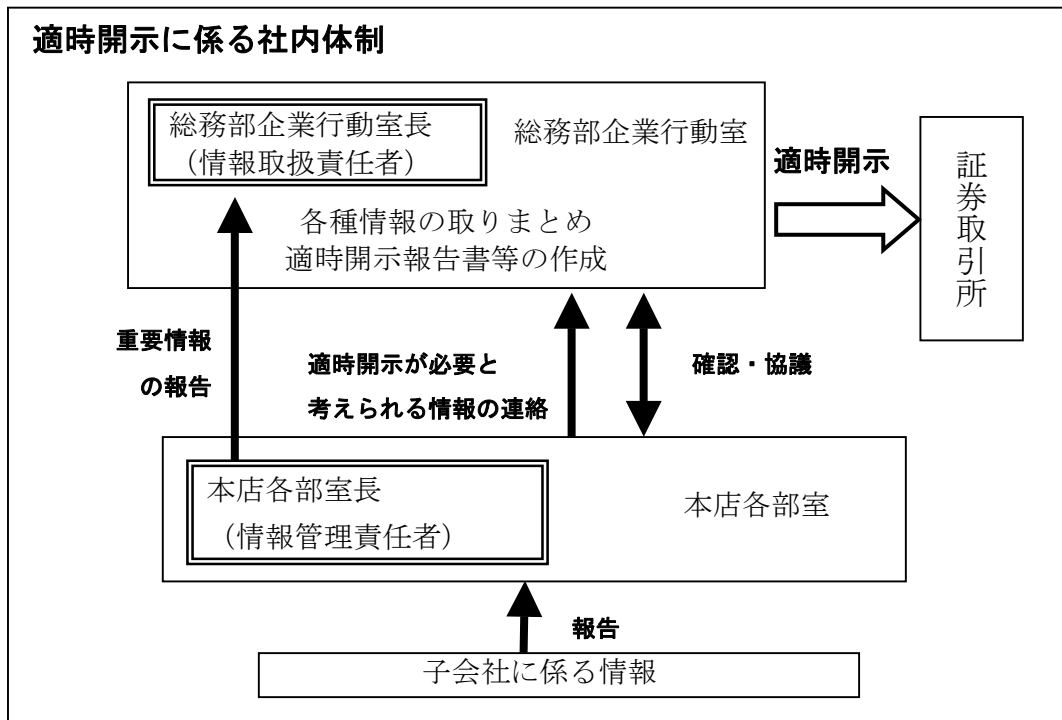 適時開示に係る社内体制
総務部企業行動室長
（情報取扱責任者）
総務部企業行動室
各種情報の取りまとめ
適時開示報告書等の作成
適時開示
証券取引所
重要情報
の報告
適時開示が必要と
考えられる情報の連絡
確認・協議
本店各部室長
（情報管理責任者）
本店各部室
報告
子会社に係る情報